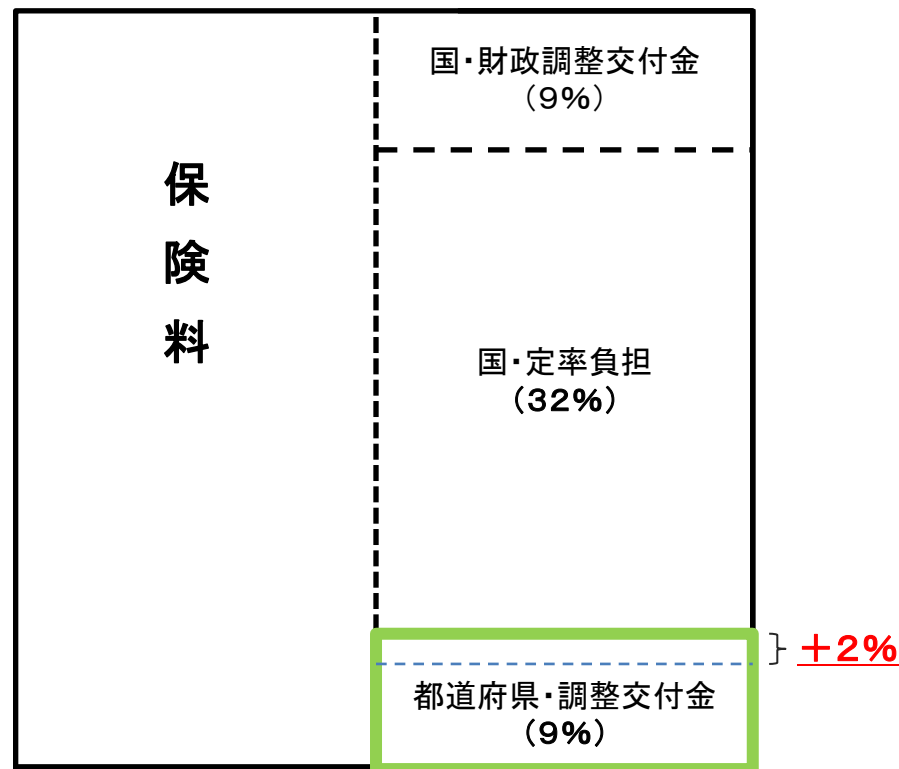 国・財政調整交付金
（9%）
保
険
料
国・定率負担
（32%）
＋2%
都道府県・調整交付金
（9%）